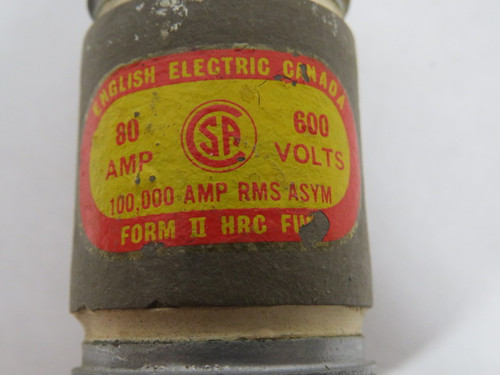 ENGLISH ELECTRIC CANADA
80 AMP
CSA
600 VOLTS
100,000 AMP RMS ASYM
FORM II HRC